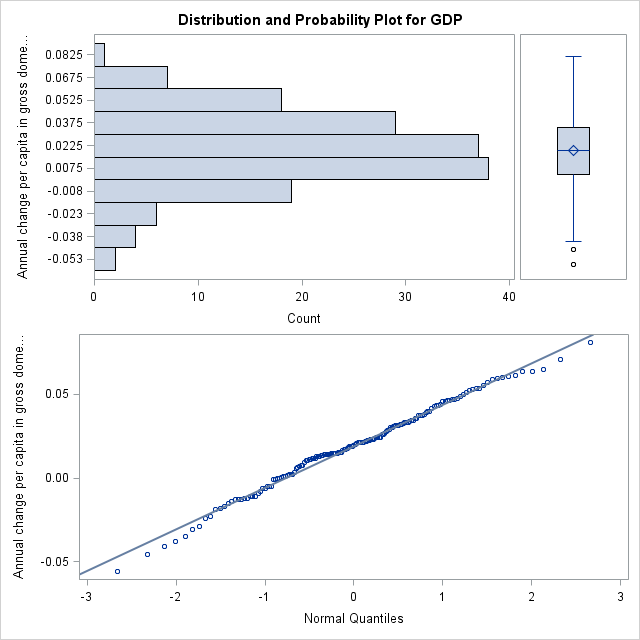 Distribution and Probability Plot for GDP
Annual change per capita in gross dome...
0.0825
0.0675
0.0525
0.0375
0.0225
0.0075
-0.008
-0.023
-0.038
-0.053
0 10 20 30 40
Count
Annual change per capita in gross dome...
0.05
0.00
-0.05
-3 -2 -1 0 1 2 3
Normal Quantiles